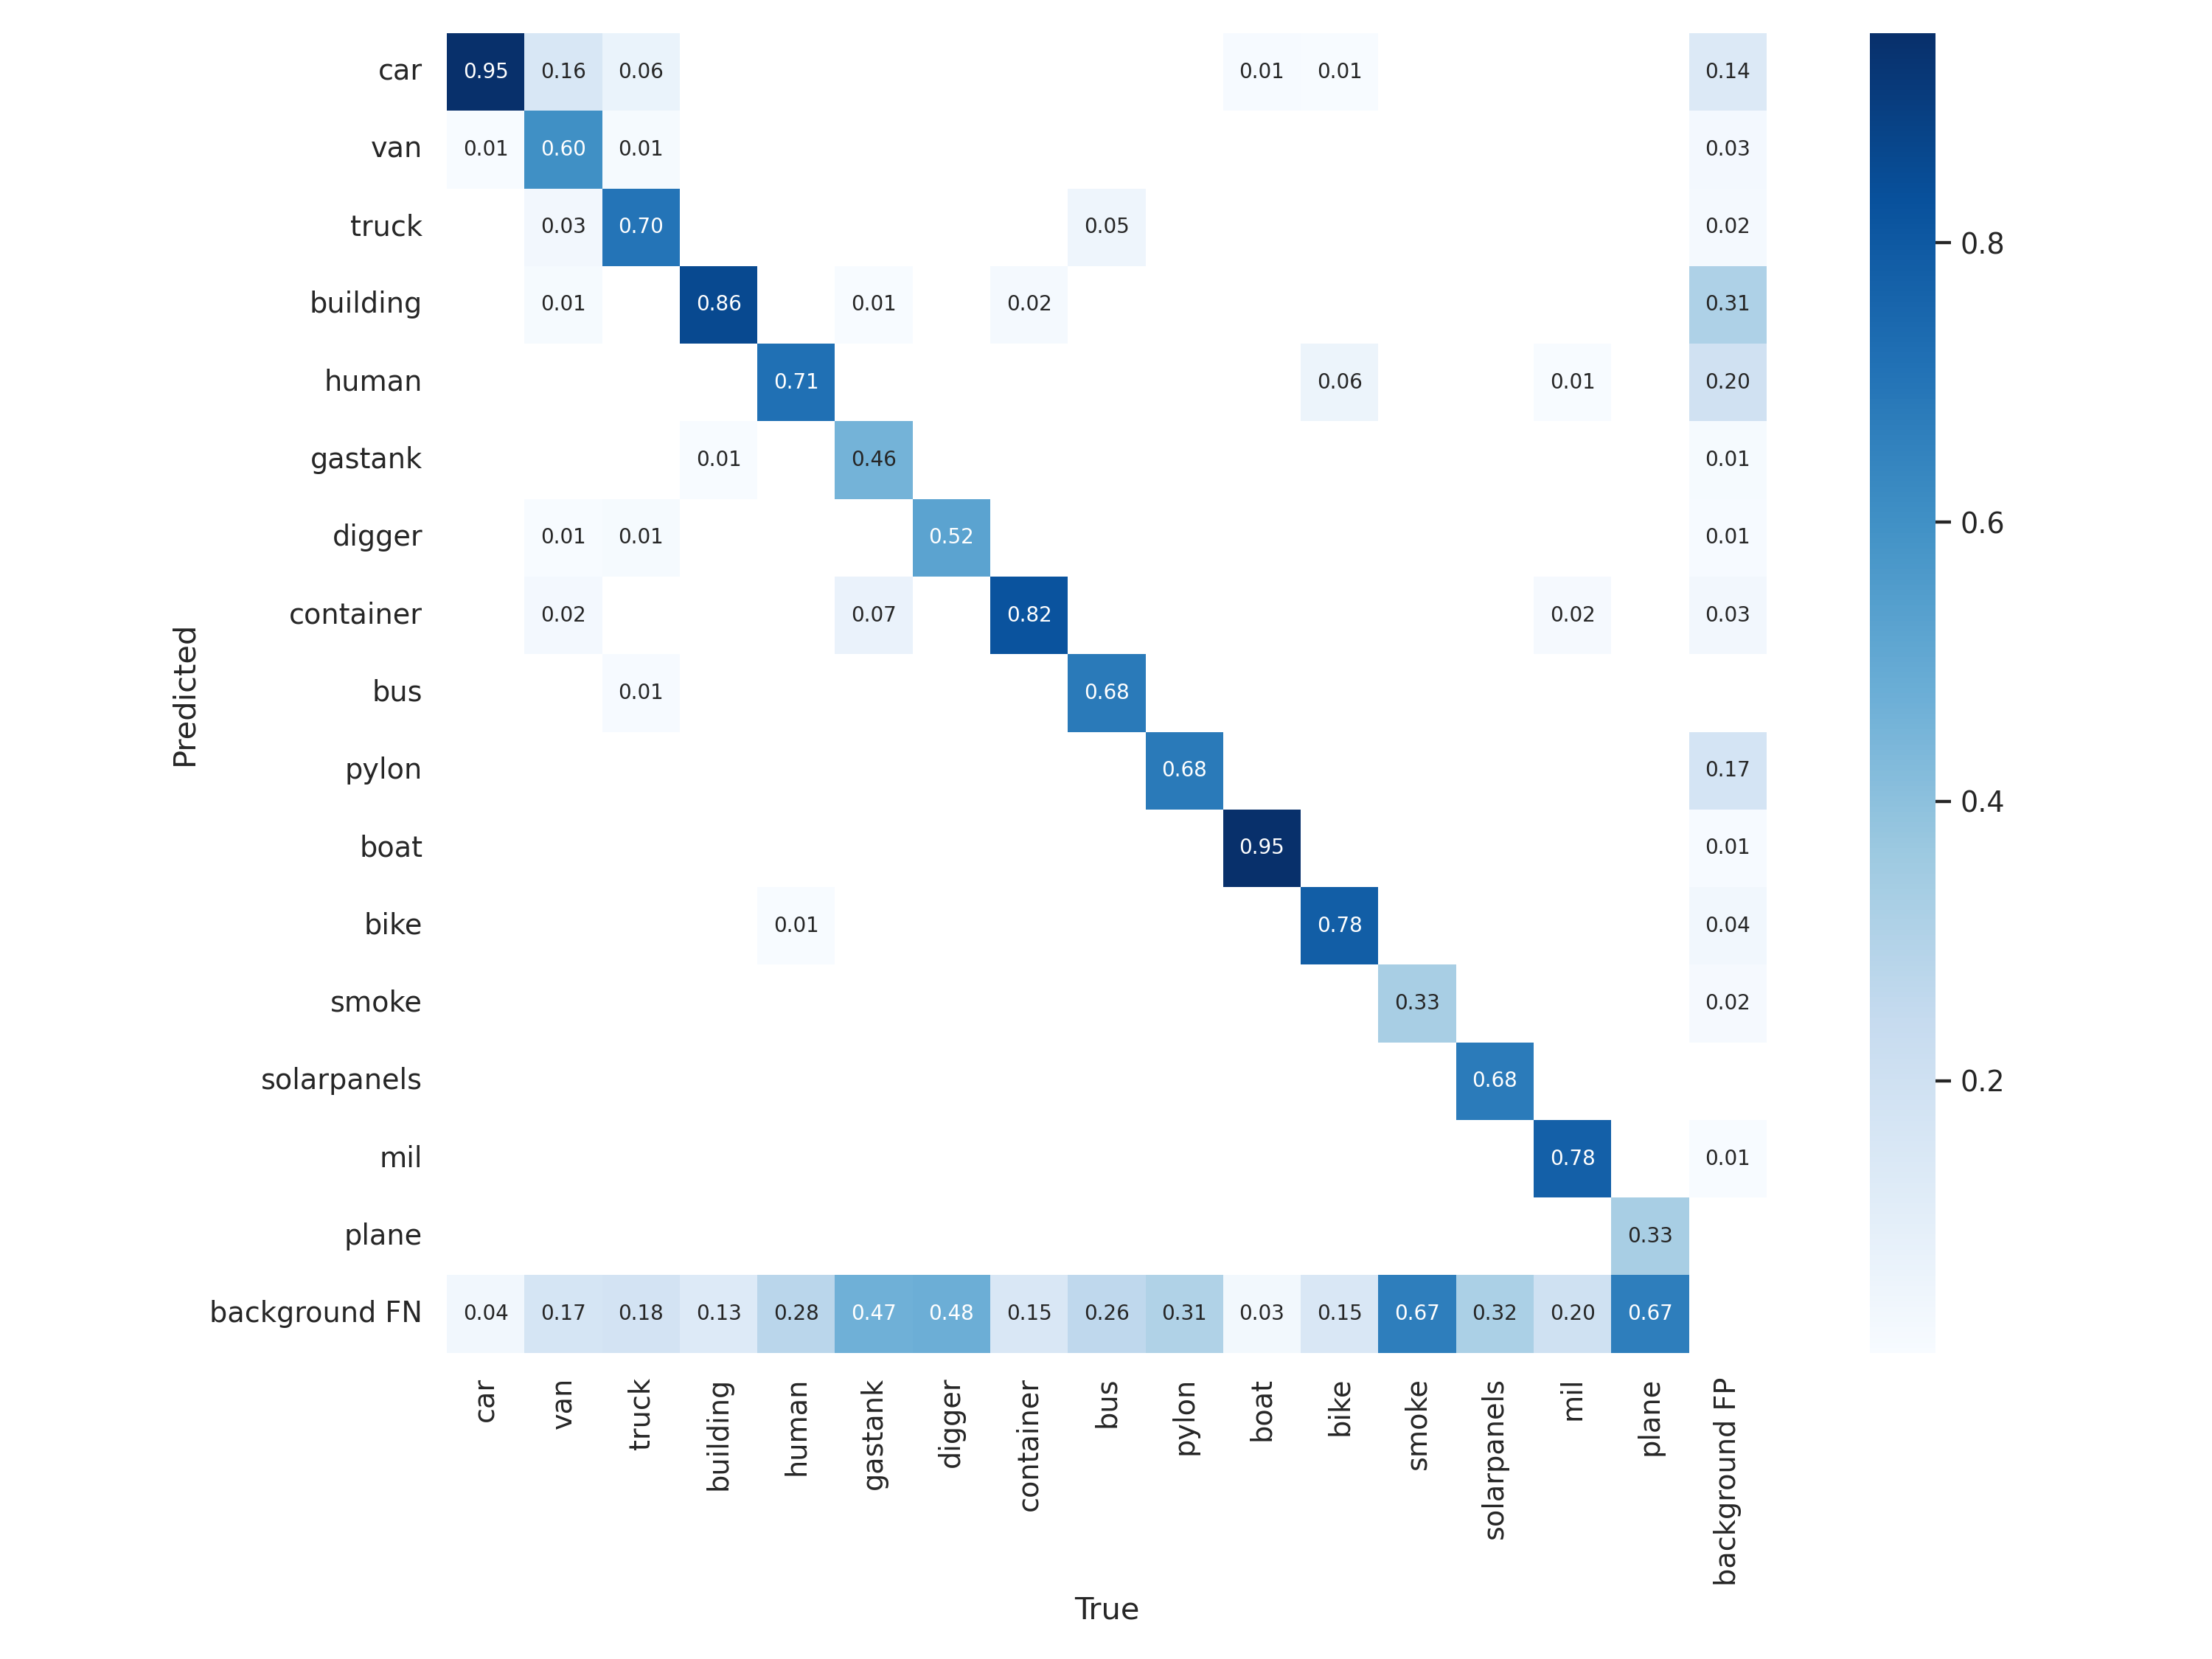 car 0.95 0.16 0.06 0.01 0.01 0.14
van 0.01 0.60 0.01 0.03
truck 0.03 0.70 0.05 0.02 0.8
building 0.01 0.86 0.01 0.02 0.31
human 0.71 0.06 0.01 0.20
gastank 0.01 0.46 0.01
digger 0.01 0.01 0.52 0.01 0.6
container 0.02 0.07 0.82 0.02 0.03
Predicted
bus 0.01 0.68
pylon 0.68 0.17 0.4
boat 0.95 0.01
bike 0.01 0.78 0.04
smoke 0.33 0.02
solarpanels 0.68 0.2
mil 0.78 0.01
plane 0.33
background FN 0.04 0.17 0.18 0.13 0.28 0.47 0.48 0.15 0.26 0.31 0.03 0.15 0.67 0.32 0.20 0.67
car van truck building human gastank digger container bus pylon boat bike smoke solarpanels mil plane background FP
True